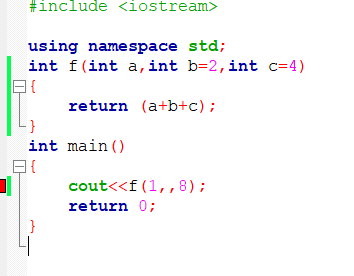 #include <iostream>
using namespace std;
int f(int a,int b=2,int c=4)
{
return (a+b+c);
}
int main()
{
cout<<f(1,,8);
return 0;
}